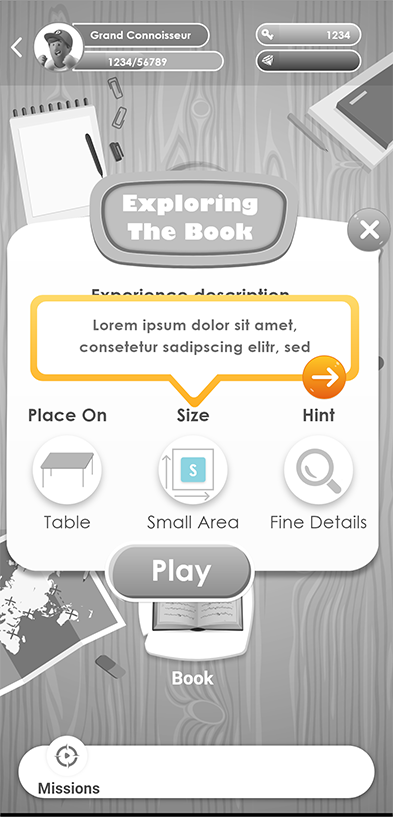 Grand Connoisseur
1234/56789
1234
Exploring
The Book
Experience description
Lorem ipsum dolor sit amet,
consetetur sadipscing elitr, sed
Place On
Size
Hint
S
Table
Small Area
Fine Details
Play
Book
Missions